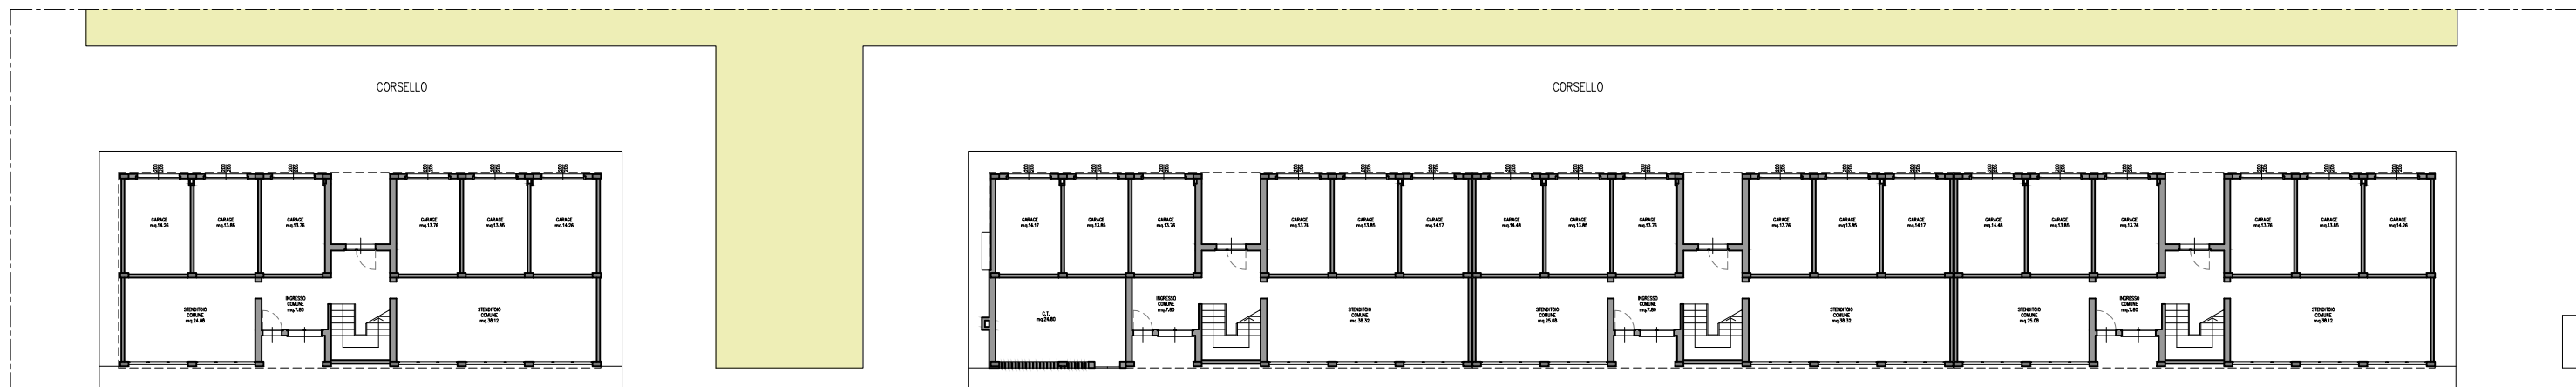 CORSELLO
CORSELLO
GARAGE
mq.14.26
GARAGE
mq.13.85
GARAGE
mq.13.76
GARAGE
mq.13.76
GARAGE
mq.13.85
GARAGE
mq.14.26
GARAGE
mq.14.17
GARAGE
mq.13.85
GARAGE
mq.13.76
GARAGE
mq.13.76
GARAGE
mq.13.85
GARAGE
mq.14.17
GARAGE
mq.14.48
GARAGE
mq.13.85
GARAGE
mq.13.76
GARAGE
mq.13.76
GARAGE
mq.13.85
GARAGE
mq.14.17
GARAGE
mq.14.48
GARAGE
mq.13.85
GARAGE
mq.13.76
GARAGE
mq.13.76
GARAGE
mq.13.85
GARAGE
mq.14.26
STENDITOIO
COMUNE
mq.24.88
INGRESSO
COMUNE
mq.7.80
STENDITOIO
COMUNE
mq.38.12
C.T.
mq.24.80
INGRESSO
COMUNE
mq.7.80
STENDITOIO
COMUNE
mq.38.32
STENDITOIO
COMUNE
mq.25.08
INGRESSO
COMUNE
mq.7.80
STENDITOIO
COMUNE
mq.38.32
STENDITOIO
COMUNE
mq.25.08
INGRESSO
COMUNE
mq.7.80
STENDITOIO
COMUNE
mq.38.12